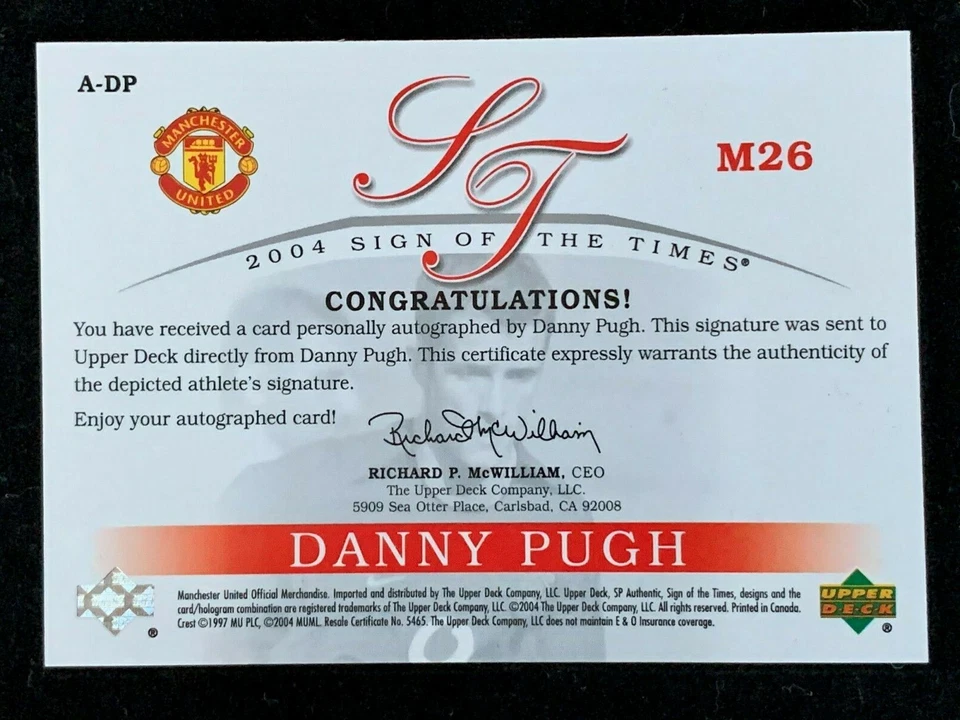 A-DP
MANCHESTER
UNITED
ST
M26
2004 SIGN OF THE TIMES®
CONGRATULATIONS!
You have received a card personally autographed by Danny Pugh. This signature was sent to
Upper Deck directly from Danny Pugh. This certificate expressly warrants the authenticity of
the depicted athlete's signature.
Enjoy your autographed card!
Richard McWilliam
RICHARD P. McWILLIAM, CEO
The Upper Deck Company, LLC.
5909 Sea Otter Place, Carlsbad, CA 92008
DANNY PUGH
Manchester United Official Merchandise. Imported and distributed by The Upper Deck Company, LLC. Upper Deck, SP Authentic, Sign of the Times, designs and the
card/hologram combination are registered trademarks of The Upper Deck Company, LLC. ©2004 The Upper Deck Company, LLC. All rights reserved. Printed in Canada.
Crest ©1997 MU PLC, ©2004 MUML. Resale Certificate No. 5465. The Upper Deck Company, LLC does not maintain E & O Insurance coverage.
®
UPPER
DECK
®